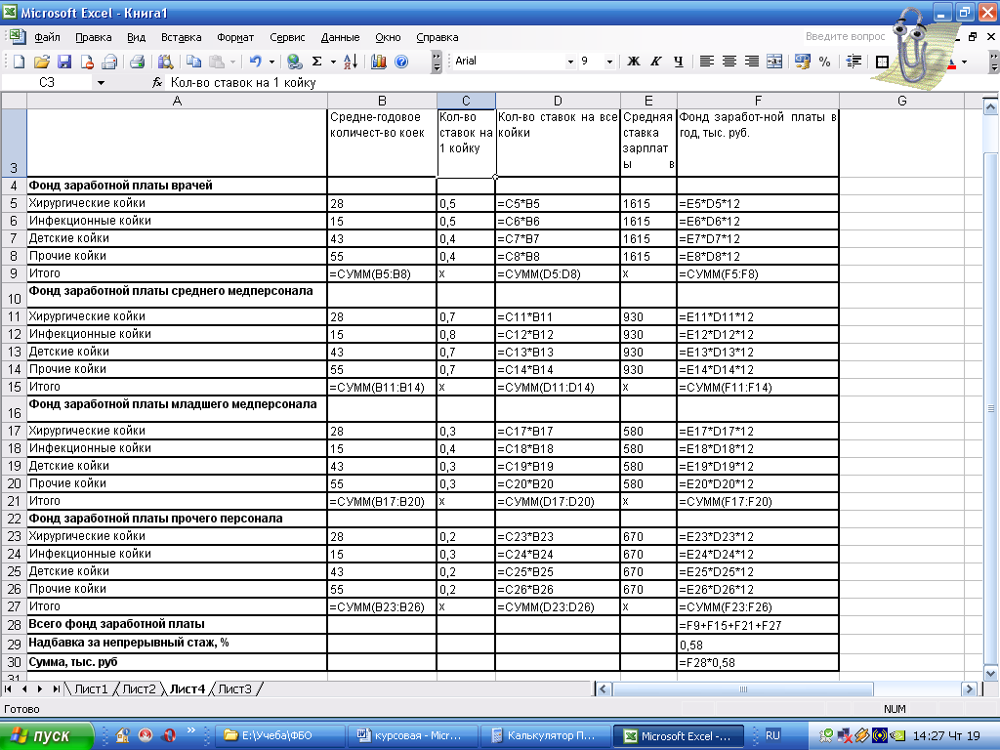 Microsoft Excel - Книга1
Файл Правка Вид Вставка Формат Сервис Данные Окно Справка Введите вопрос
Arial 9 Ж К Ч %
C3 fx Кол-во ставок на 1 койку
A B C D E F G
3 Средне-годовое количест-во коек Кол-во ставок на 1 койку Кол-во ставок на все койки Средняя ставка зарплат ы в Фонд заработ-ной платы в год, тыс. руб.
4 Фонд заработной платы врачей
5 Хирургические койки 28 0,5 =C5*B5 1615 =E5*D5*12
6 Инфекционные койки 15 0,5 =C6*B6 1615 =E6*D6*12
7 Детские койки 43 0,4 =C7*B7 1615 =E7*D7*12
8 Прочие койки 55 0,4 =C8*B8 1615 =E8*D8*12
9 Итого =СУММ(B5:B8) x =СУММ(D5:D8) x =СУММ(F5:F8)
10 Фонд заработной платы среднего медперсонала
11 Хирургические койки 28 0,7 =C11*B11 930 =E11*D11*12
12 Инфекционные койки 15 0,8 =C12*B12 930 =E12*D12*12
13 Детские койки 43 0,7 =C13*B13 930 =E13*D13*12
14 Прочие койки 55 0,7 =C14*B14 930 =E14*D14*12
15 Итого =СУММ(B11:B14) x =СУММ(D11:D14) x =СУММ(F11:F14)
16 Фонд заработной платы младшего медперсонала
17 Хирургические койки 28 0,3 =C17*B17 580 =E17*D17*12
18 Инфекционные койки 15 0,4 =C18*B18 580 =E18*D18*12
19 Детские койки 43 0,3 =C19*B19 580 =E19*D19*12
20 Прочие койки 55 0,3 =C20*B20 580 =E20*D20*12
21 Итого =СУММ(B17:B20) x =СУММ(D17:D20) x =СУММ(F17:F20)
22 Фонд заработной платы прочего персонала
23 Хирургические койки 28 0,2 =C23*B23 670 =E23*D23*12
24 Инфекционные койки 15 0,3 =C24*B24 670 =E24*D24*12
25 Детские койки 43 0,2 =C25*B25 670 =E25*D25*12
26 Прочие койки 55 0,2 =C26*B26 670 =E26*D26*12
27 Итого =СУММ(B23:B26) x =СУММ(D23:D26) x =СУММ(F23:F26)
28 Всего фонд заработной платы =F9+F15+F21+F27
29 Надбавка за непрерывный стаж, % 0,58
30 Сумма, тыс. руб =F28*0,58
31
Лист1 Лист2 Лист4 Лист3
Готово NUM
пуск E:\Учеба\ФБО курсовая - Micr... Калькулятор П... Microsoft Excel -... RU 14:27 Чт 19